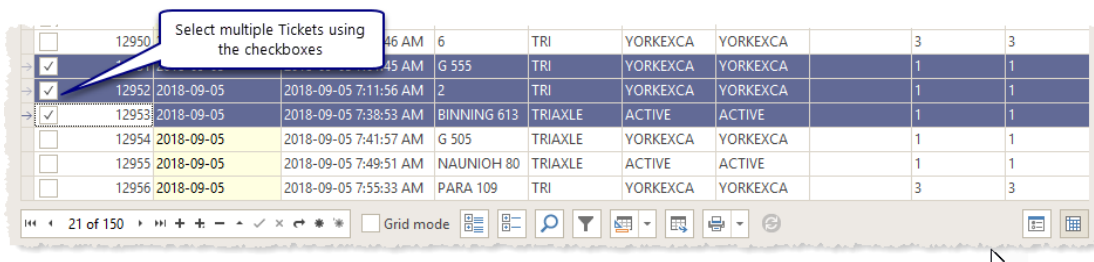 Select multiple Tickets using
the checkboxes
12950 46 AM 6 TRI YORKEXCA YORKEXCA 3 3
45 AM G 555 TRI YORKEXCA YORKEXCA 1 1
12952 2018-09-05 2018-09-05 7:11:56 AM 2 TRI YORKEXCA YORKEXCA 1 1
12953 2018-09-05 2018-09-05 7:38:53 AM BINNING 613 TRIAXLE ACTIVE ACTIVE 1 1
12954 2018-09-05 2018-09-05 7:41:57 AM G 505 TRIAXLE YORKEXCA YORKEXCA 1 1
12955 2018-09-05 2018-09-05 7:49:51 AM NAUNIOH 80 TRIAXLE ACTIVE ACTIVE 1 1
12956 2018-09-05 2018-09-05 7:55:33 AM PARA 109 TRI YORKEXCA YORKEXCA 3 3
21 of 150 Grid mode